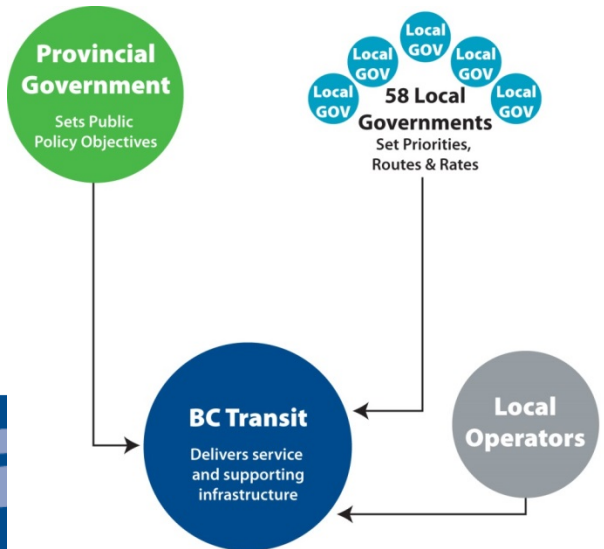 Provincial
Government
Sets Public
Policy Objectives
Local
GOV
Local
GOV
Local
GOV
Local
GOV
Local
GOV
58 Local
Governments
Set Priorities,
Routes & Rates
BC Transit
Delivers service
and supporting
infrastructure
Local
Operators